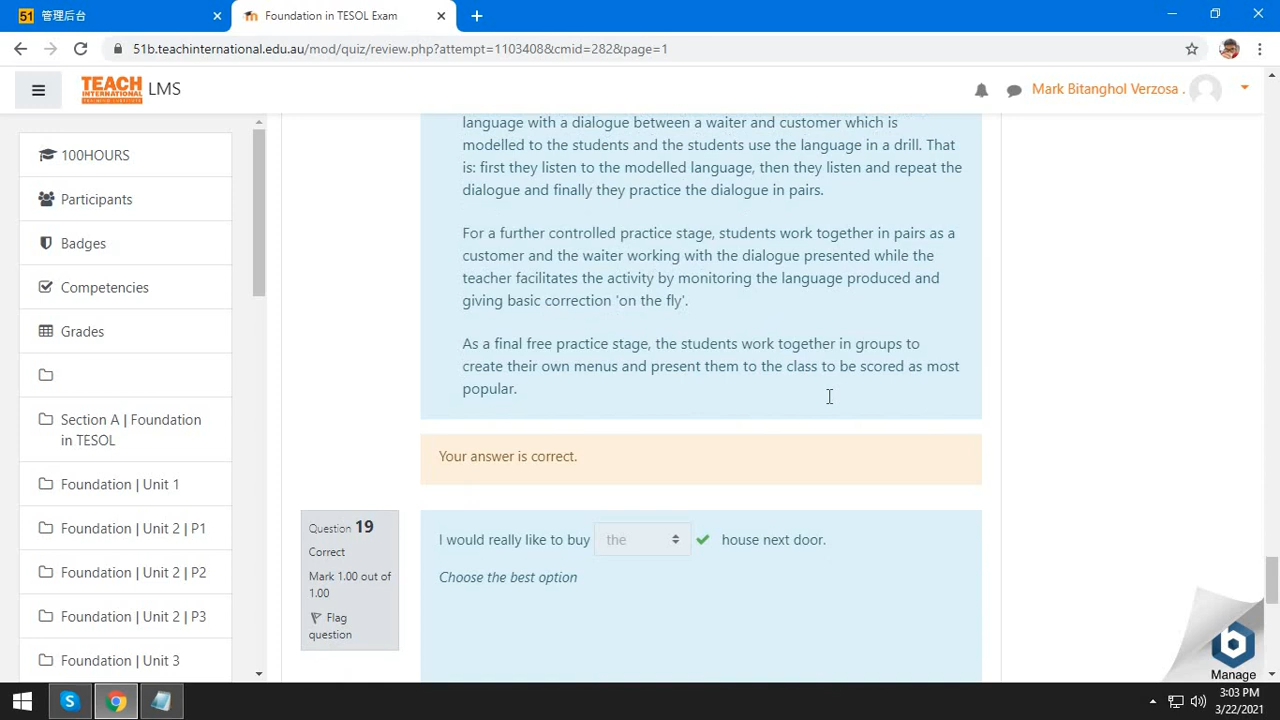 51 管理后台
Foundation in TESOL Exam
51b.teachinternational.edu.au/mod/quiz/review.php?attempt=1103408&cmid=282&page=1
TEACH LMS
Mark Bitanghol Verzosa .
100HOURS
Participants
Badges
Competencies
Grades
Section A | Foundation
in TESOL
Foundation | Unit 1
Foundation | Unit 2 | P1
Foundation | Unit 2 | P2
Foundation | Unit 2 | P3
Foundation | Unit 3
language with a dialogue between a waiter and customer which is
modelled to the students and the students use the language in a drill. That
is: first they listen to the modelled language, then they listen and repeat the
dialogue and finally they practice the dialogue in pairs.
For a further controlled practice stage, students work together in pairs as a
customer and the waiter working with the dialogue presented while the
teacher facilitates the activity by monitoring the language produced and
giving basic correction 'on the fly'.
As a final free practice stage, the students work together in groups to
create their own menus and present them to the class to be scored as most
popular.
Your answer is correct.
Question 19
Correct
Mark 1.00 out of
1.00
Flag
question
I would really like to buy the house next door.
Choose the best option
Manage
3:03 PM
3/22/2021